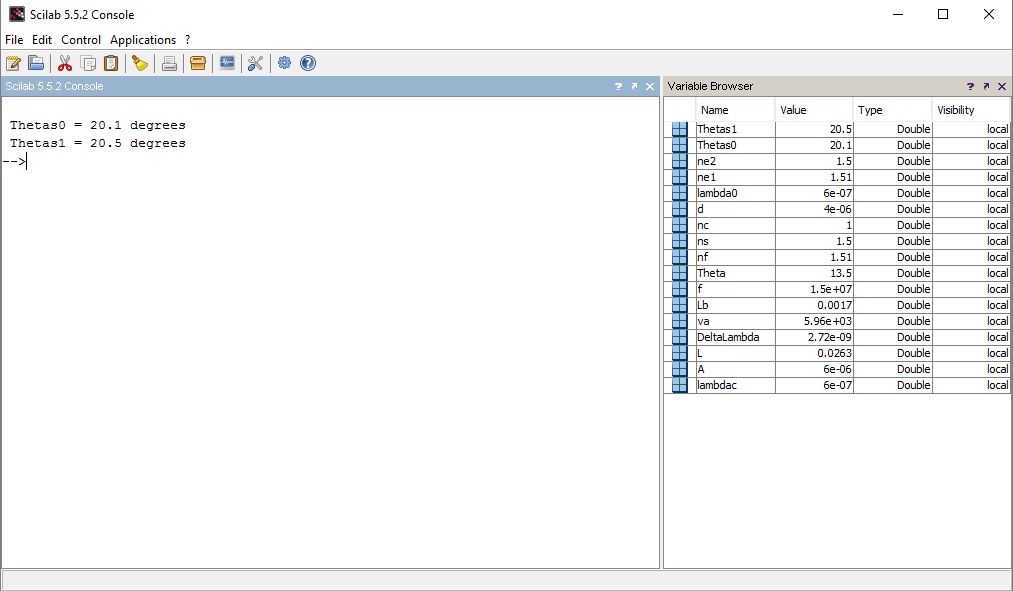 Scilab 5.5.2 Console
File Edit Control Applications ?
Scilab 5.5.2 Console ?
Thetas0 = 20.1 degrees
Thetas1 = 20.5 degrees
-->
Variable Browser ?
Name Value Type Visibility
Thetas1 20.5 Double local
Thetas0 20.1 Double local
ne2 1.5 Double local
ne1 1.51 Double local
lambda0 6e-07 Double local
d 4e-06 Double local
nc 1 Double local
ns 1.5 Double local
nf 1.51 Double local
Theta 13.5 Double local
f 1.5e+07 Double local
Lb 0.0017 Double local
va 5.96e+03 Double local
DeltaLambda 2.72e-09 Double local
L 0.0263 Double local
A 6e-06 Double local
lambdac 6e-07 Double local